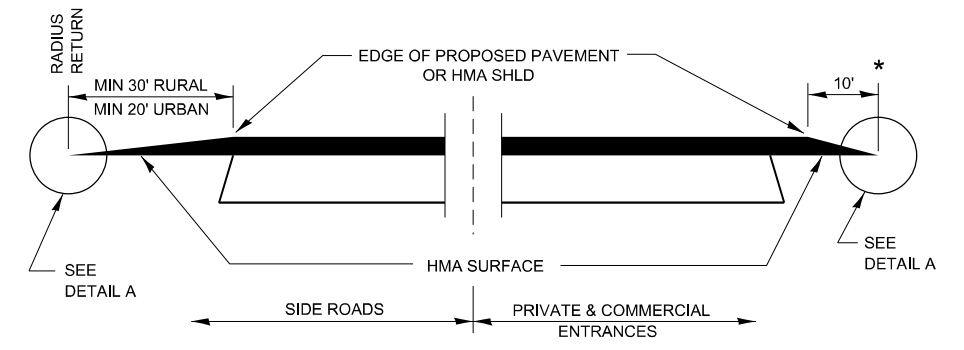 RADIUS
RETURN
MIN 30' RURAL
MIN 20' URBAN
EDGE OF PROPOSED PAVEMENT
OR HMA SHLD
*
10'
SEE
DETAIL A
HMA SURFACE
SEE
DETAIL A
SIDE ROADS
PRIVATE & COMMERCIAL
ENTRANCES